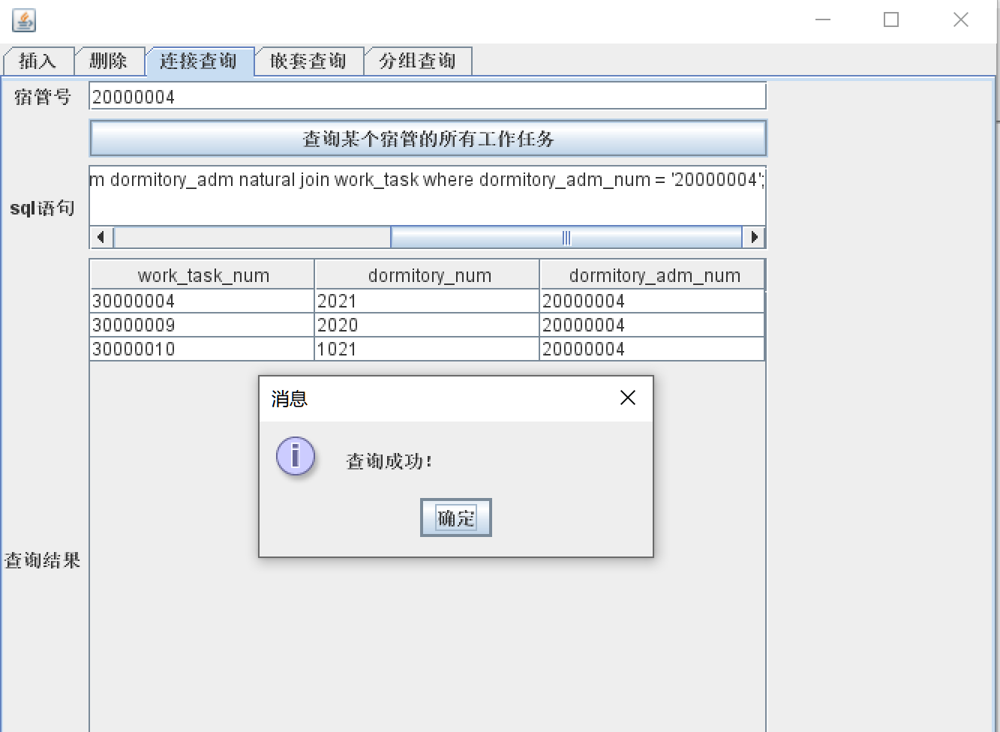 插入 删除 连接查询 嵌套查询 分组查询
宿管号 20000004
查询某个宿管的所有工作任务
sql语句 m dormitory_adm natural join work_task where dormitory_adm_num = '20000004';
work_task_num dormitory_num dormitory_adm_num
30000004 2021 20000004
30000009 2020 20000004
30000010 1021 20000004
消息
查询成功!
确定
查询结果